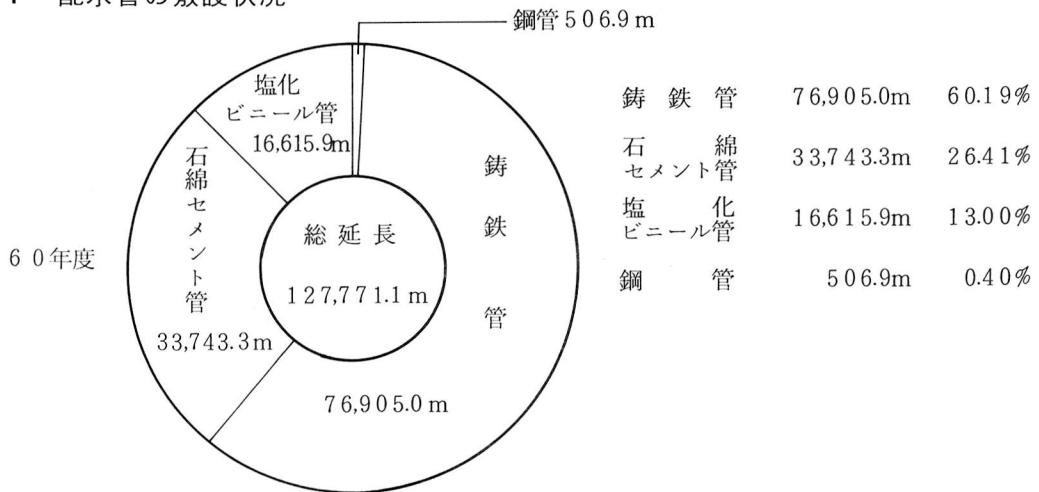 配水管の敷設状況
鋼管506.9m
塩化
ビニール管
16,615.9m
石綿セメント管
33,743.3m
鋳鉄管
76,905.0m
総延長
127,771.1m
60年度
鋳鉄管 76,905.0m 60.19%
石綿
セメント管 33,743.3m 26.41%
塩化
ビニール管 16,615.9m 13.00%
鋼管 506.9m 0.40%